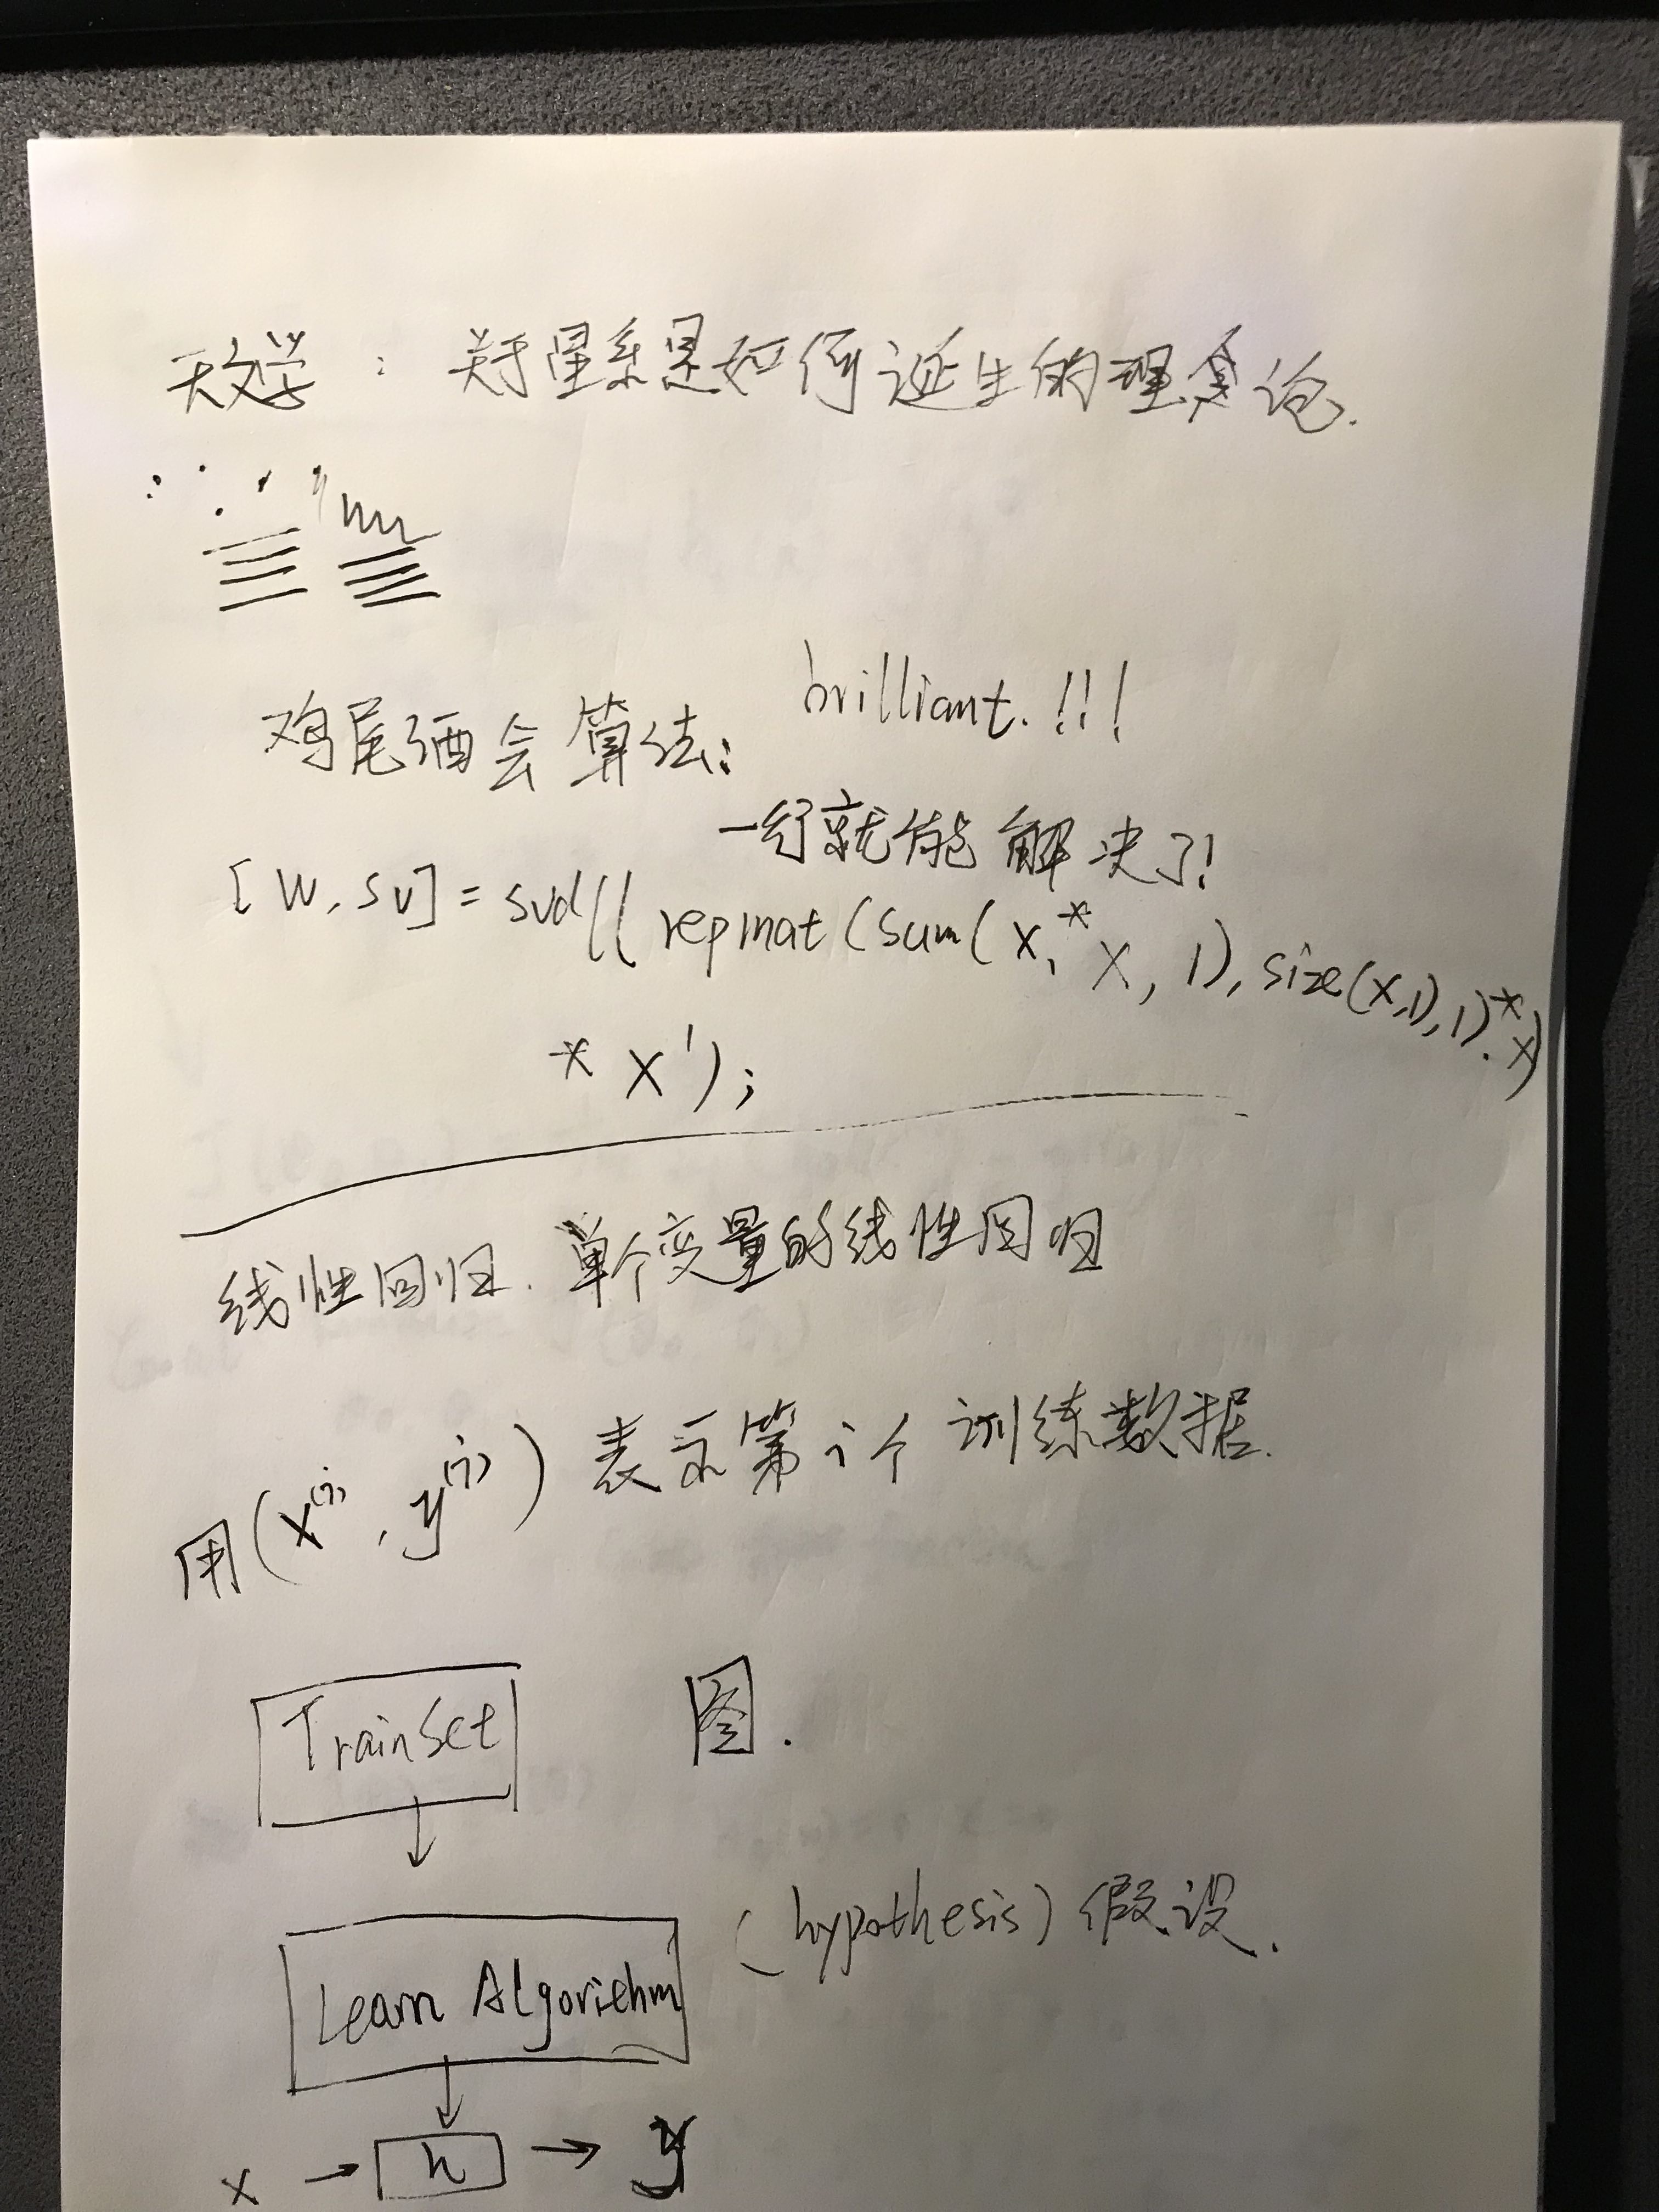 天文学：关于星系是如何诞生的理论.
鸡尾酒会算法: brilliant.!!!
一行就能解决了!
[W,sv]=svd((repmat(sum(x.*x,1),size(x,1),1).*x)
*x');
线性回归. 单个变量的线性回归
用(x⁽ⁱ⁾,y⁽ⁱ⁾)表示第i个训练数据.
TrainSet 图.
(hypothesis)假设.
Learn Algorithm
x → h → y